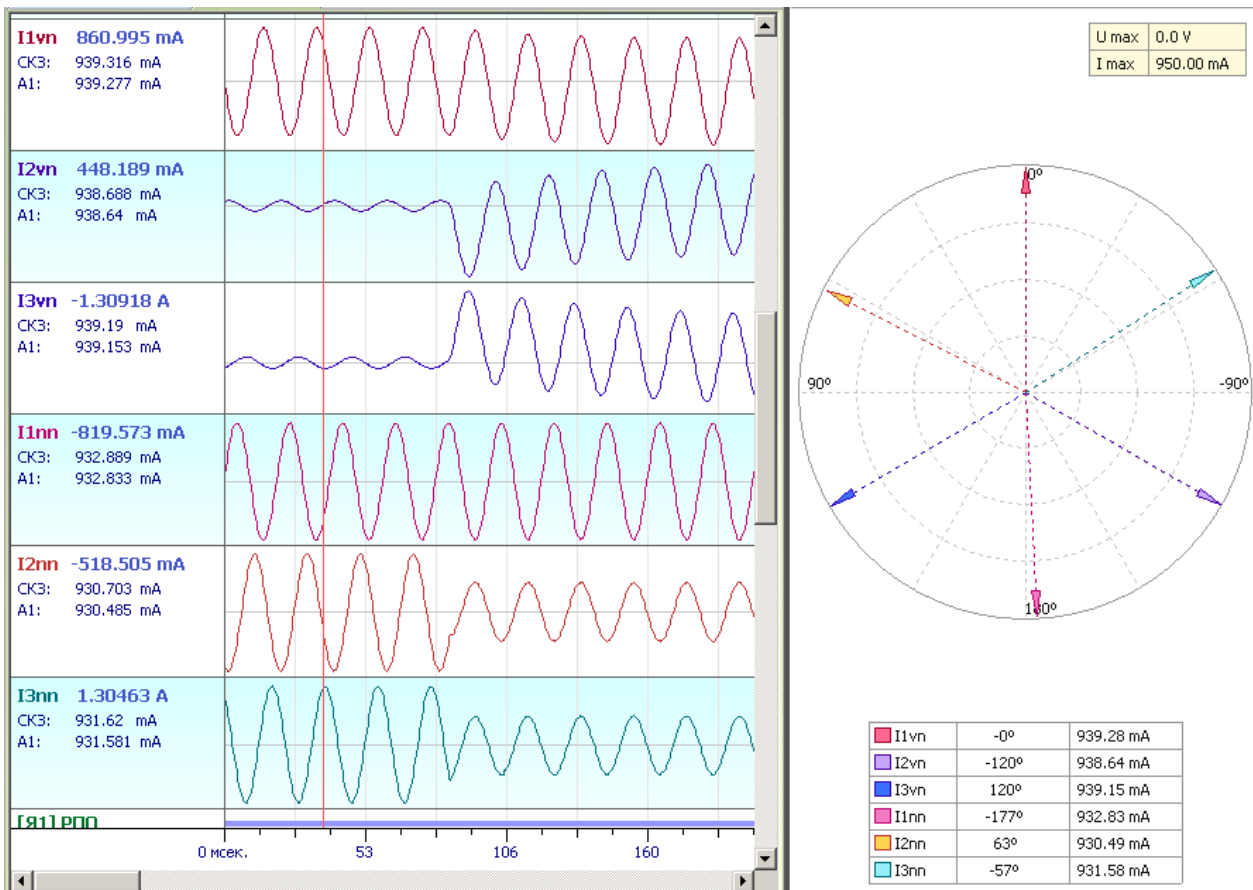 I1vn 860.995 mA
СКЗ: 939.316 mA
A1: 939.277 mA
I2vn 448.189 mA
СКЗ: 938.688 mA
A1: 938.64 mA
I3vn -1.30918 A
СКЗ: 939.19 mA
A1: 939.153 mA
I1nn -819.573 mA
СКЗ: 932.889 mA
A1: 932.833 mA
I2nn -518.505 mA
СКЗ: 930.703 mA
A1: 930.485 mA
I3nn 1.30463 A
СКЗ: 931.62 mA
A1: 931.581 mA
[Я1] РПП
0 мсек. 53 106 160
U max 0.0 V
I max 950.00 mA
0º
90º -90º
180º
I1vn -0º 939.28 mA
I2vn -120º 938.64 mA
I3vn 120º 939.15 mA
I1nn -177º 932.83 mA
I2nn 63º 930.49 mA
I3nn -57º 931.58 mA